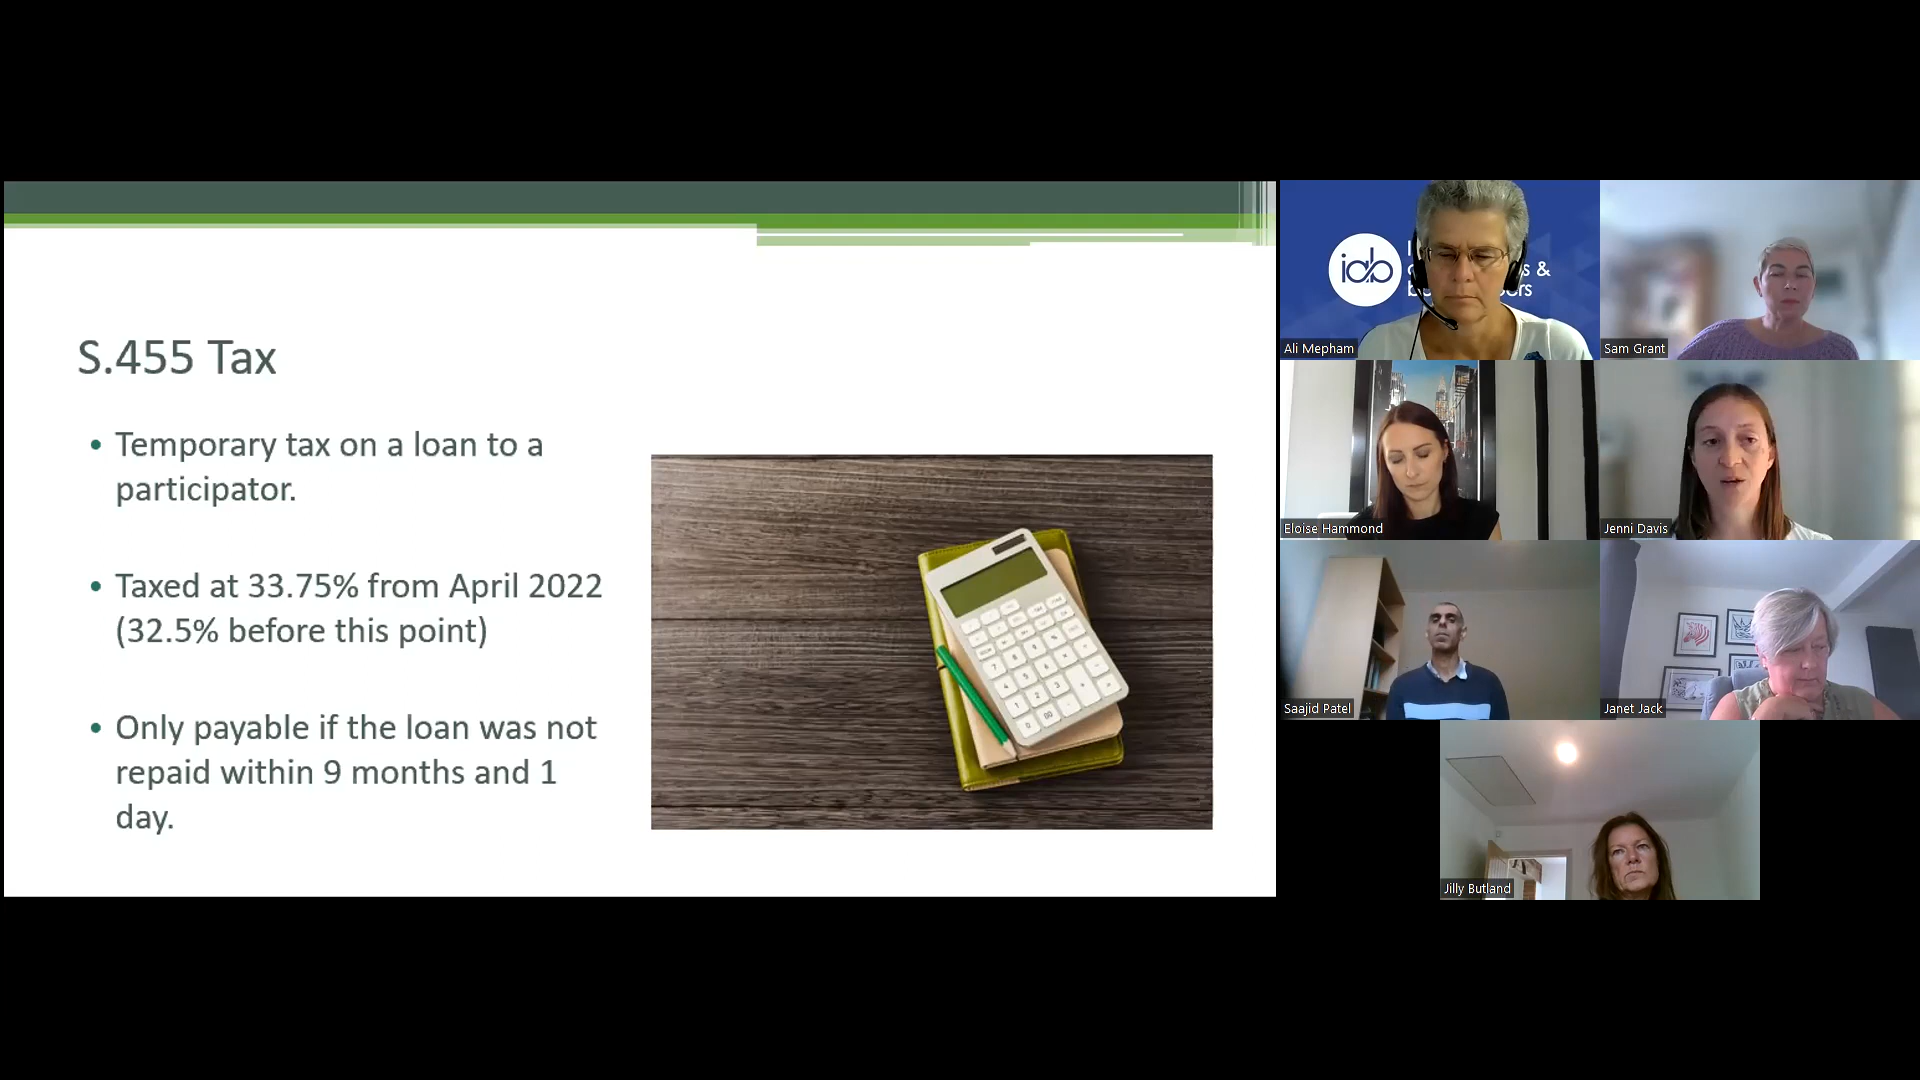 S.455 Tax
• Temporary tax on a loan to a
participator.
• Taxed at 33.75% from April 2022
(32.5% before this point)
• Only payable if the loan was not
repaid within 9 months and 1
day.
iab
&
Ali Mepham
Sam Grant
Eloise Hammond
Jenni Davis
Saajid Patel
Janet Jack
Jilly Butland